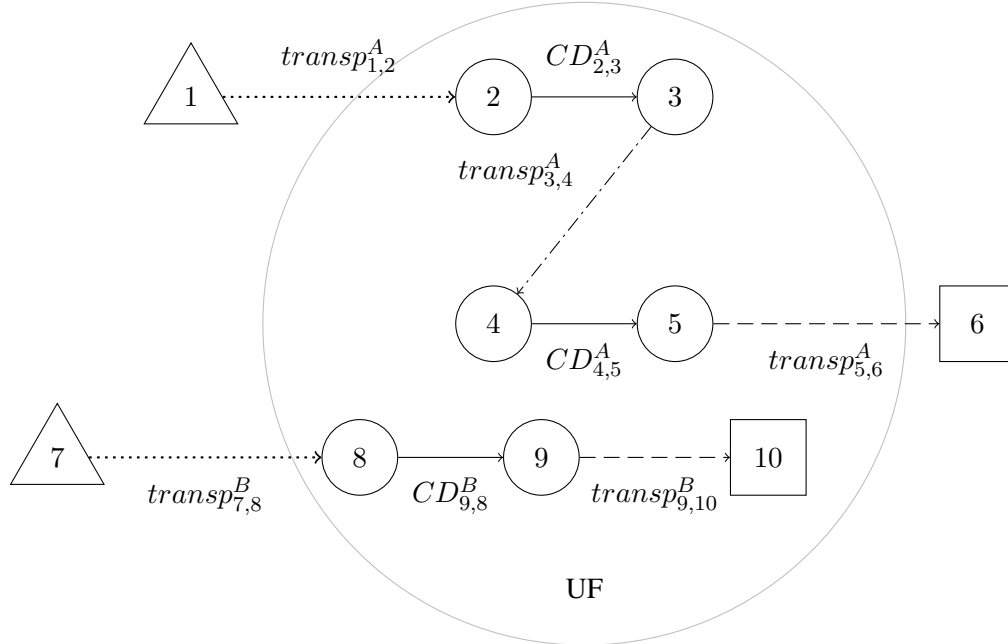 transp^A_{1,2}
CD^A_{2,3}
1
2
3
transp^A_{3,4}
4
5
6
CD^A_{4,5}
transp^A_{5,6}
7
8
9
10
transp^B_{7,8}
CD^B_{9,8}
transp^B_{9,10}
UF